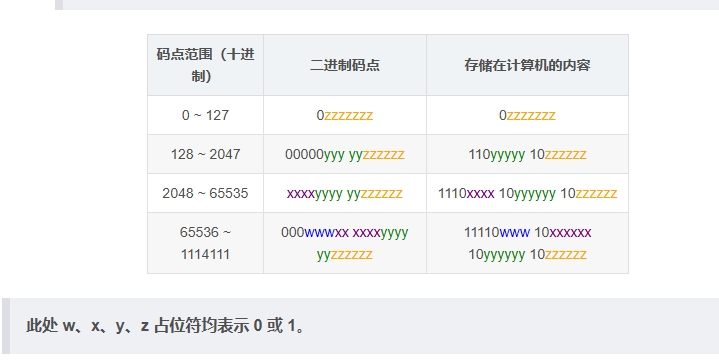 码点范围（十进
制）
二进制码点
存储在计算机的内容
0 ~ 127
0zzzzzzz
0zzzzzzz
128 ~ 2047
00000yyy yyzzzzzz
110yyyyy 10zzzzzz
2048 ~ 65535
xxxxyyyy yyzzzzzz
1110xxxx 10yyyyyy 10zzzzzz
65536 ~
1114111
000wwwxx xxxxyyyy
yyzzzzzz
11110www 10xxxxxx
10yyyyyy 10zzzzzz
此处 w、x、y、z 占位符均表示 0 或 1。